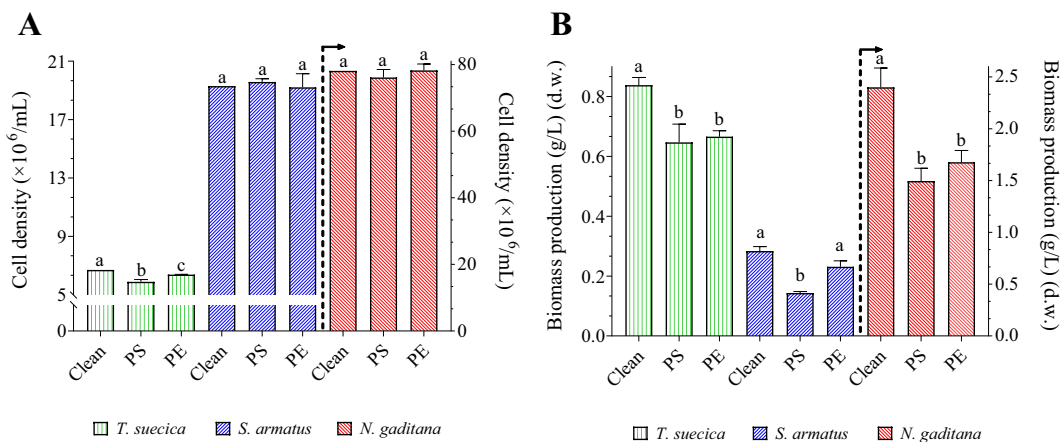 A
Cell density (×10⁶/mL)
21
17
13
9
5
0
a
b
c
a
a
a
a
a
a
80
60
40
20
0
Cell density (×10⁶/mL)
Clean
PS
PE
Clean
PS
PE
Clean
PS
PE
T. suecica
S. armatus
N. gaditana
B
Biomass production (g/L) (d.w.)
0.8
0.6
0.4
0.2
0.0
a
b
b
a
b
a
a
b
b
2.5
2.0
1.5
1.0
0.5
0.0
Biomass production (g/L) (d.w.)
Clean
PS
PE
Clean
PS
PE
Clean
PS
PE
T. suecica
S. armatus
N. gaditana